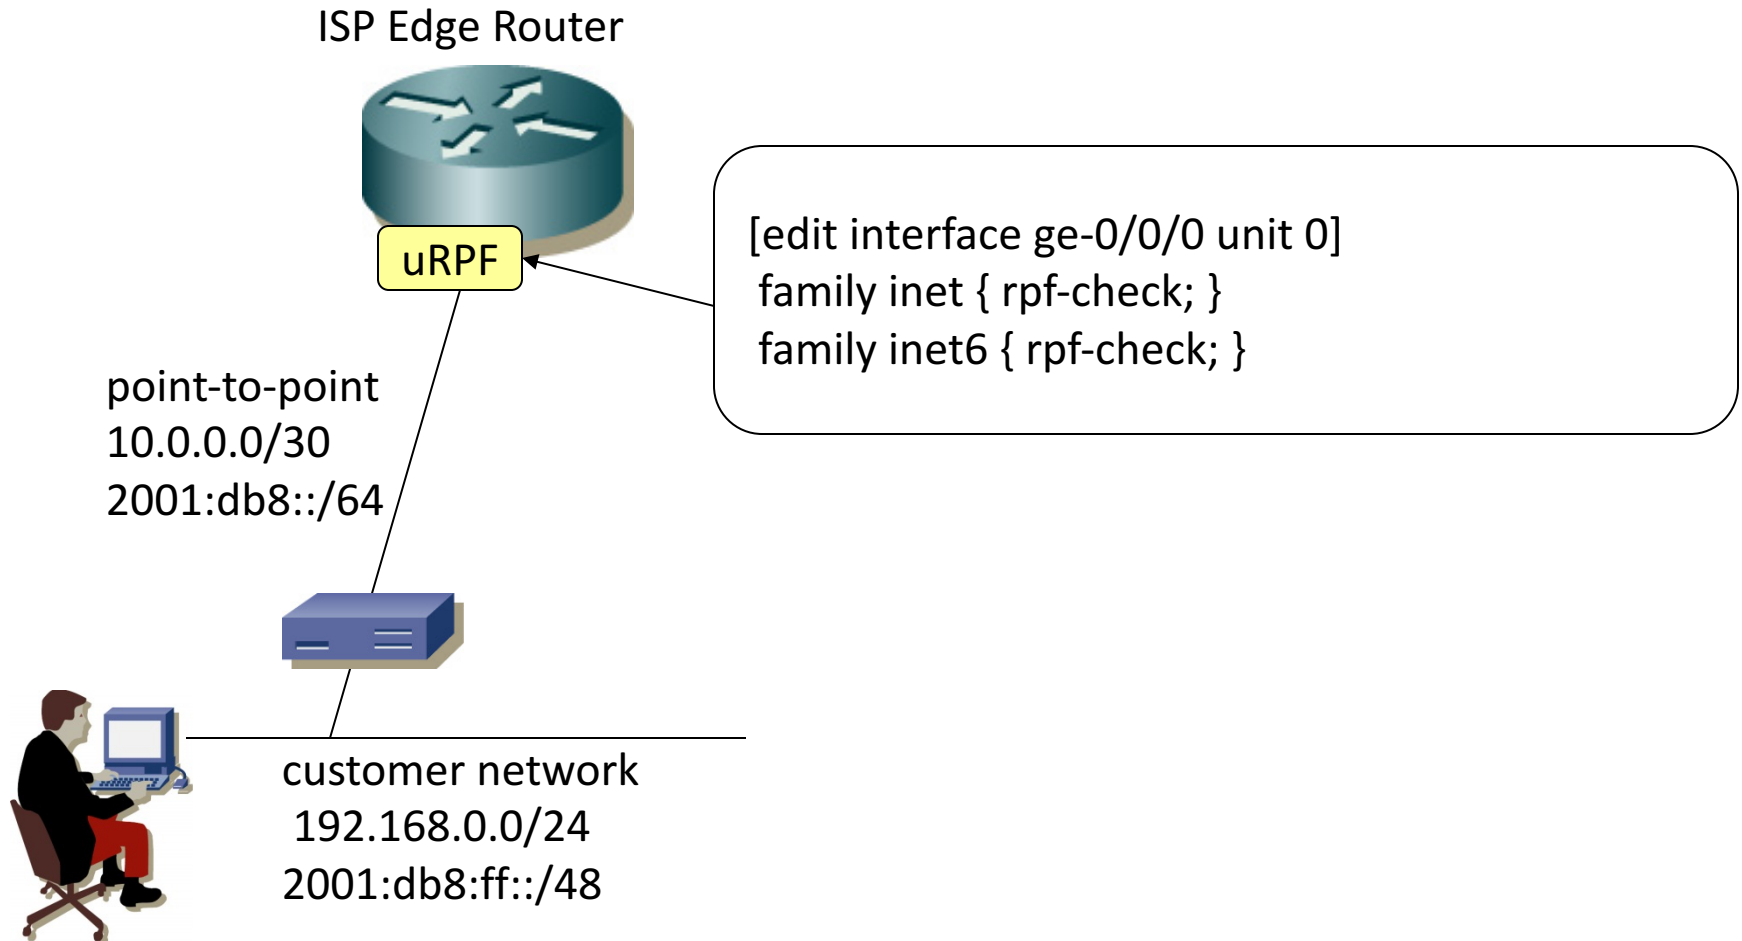 ISP Edge Router
uRPF
[edit interface ge-0/0/0 unit 0]
family inet { rpf-check; }
family inet6 { rpf-check; }
point-to-point
10.0.0.0/30
2001:db8::/64
customer network
192.168.0.0/24
2001:db8:ff::/48